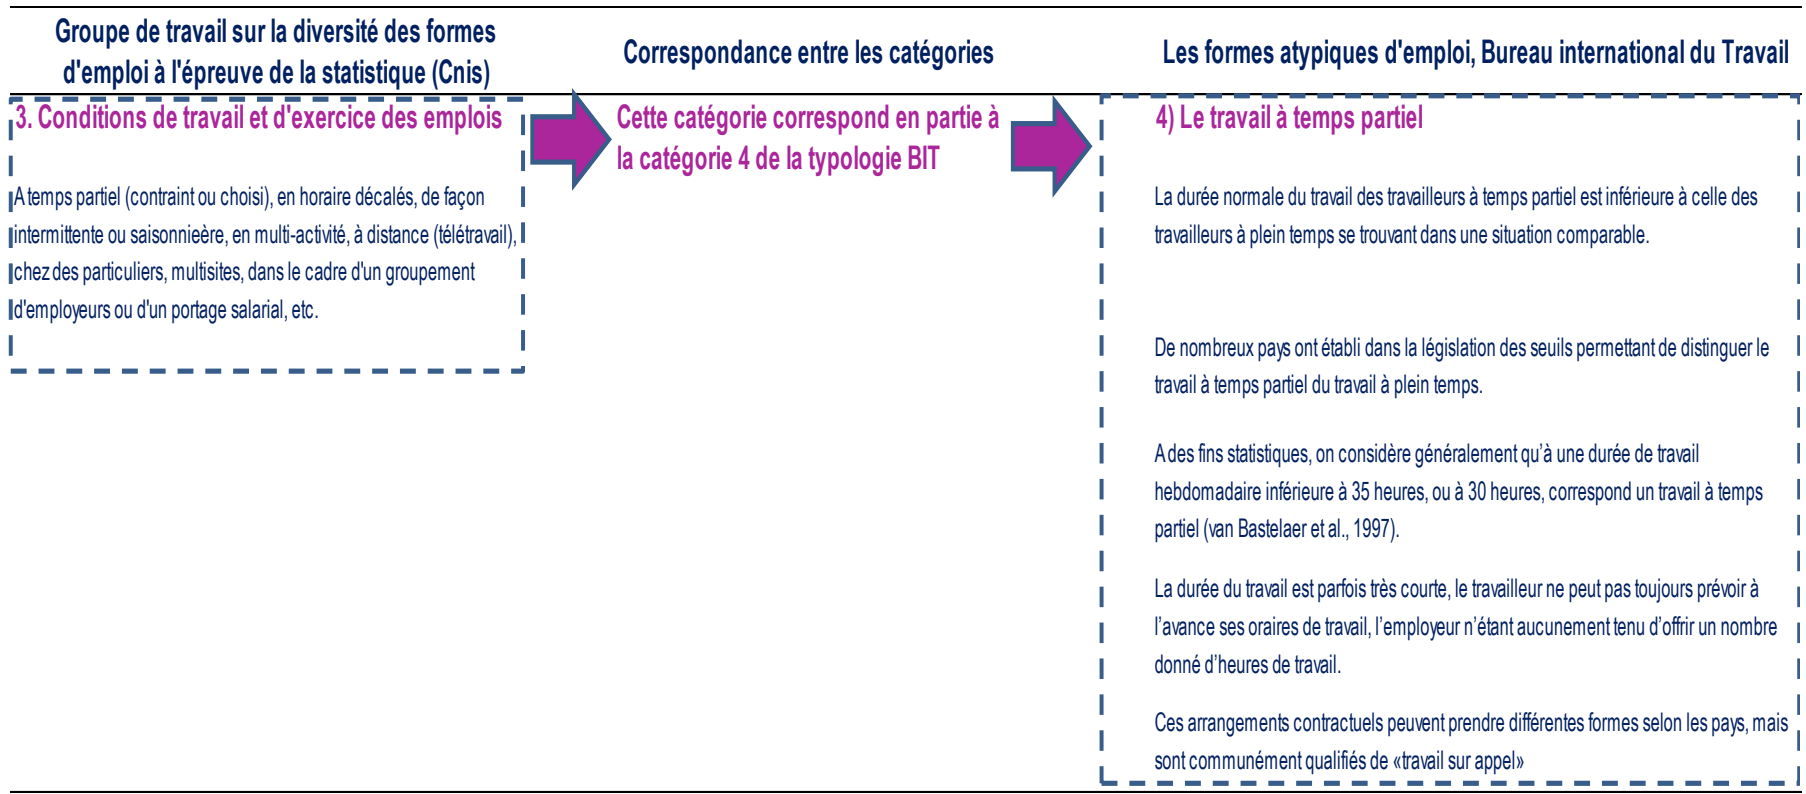 Groupe de travail sur la diversité des formes
d'emploi à l'épreuve de la statistique (Cnis)
Correspondance entre les catégories
Les formes atypiques d'emploi, Bureau international du Travail
3. Conditions de travail et d'exercice des emplois
A temps partiel (contraint ou choisi), en horaire décalés, de façon
intermittente ou saisonnieère, en multi-activité, à distance (télétravail),
chez des particuliers, multisites, dans le cadre d'un groupement
d'employeurs ou d'un portage salarial, etc.
Cette catégorie correspond en partie à
la catégorie 4 de la typologie BIT
4) Le travail à temps partiel
La durée normale du travail des travailleurs à temps partiel est inférieure à celle des
travailleurs à plein temps se trouvant dans une situation comparable.
De nombreux pays ont établi dans la législation des seuils permettant de distinguer le
travail à temps partiel du travail à plein temps.
A des fins statistiques, on considère généralement qu'à une durée de travail
hebdomadaire inférieure à 35 heures, ou à 30 heures, correspond un travail à temps
partiel (van Bastelaer et al., 1997).
La durée du travail est parfois très courte, le travailleur ne peut pas toujours prévoir à
l'avance ses oraires de travail, l'employeur n'étant aucunement tenu d'offrir un nombre
donné d'heures de travail.
Ces arrangements contractuels peuvent prendre différentes formes selon les pays, mais
sont communément qualifiés de «travail sur appel»